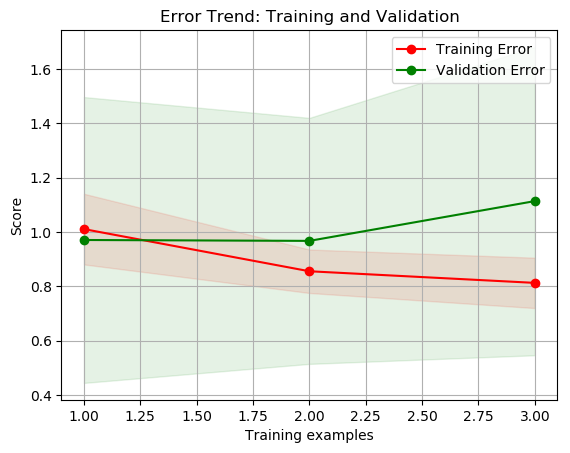 Error Trend: Training and Validation
Training Error
Validation Error
Score
1.6
1.4
1.2
1.0
0.8
0.6
0.4
1.00 1.25 1.50 1.75 2.00 2.25 2.50 2.75 3.00
Training examples